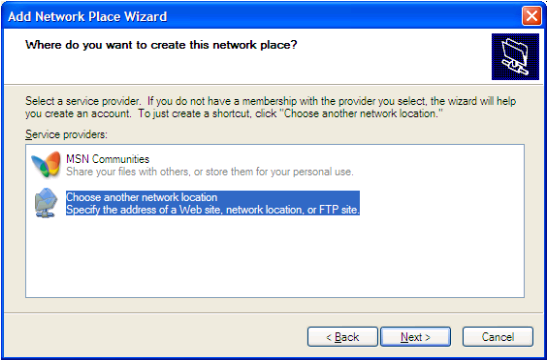 Add Network Place Wizard
Where do you want to create this network place?
Select a service provider. If you do not have a membership with the provider you select, the wizard will help
you create an account. To just create a shortcut, click "Choose another network location."
Service providers:
MSN Communities
Share your files with others, or store them for your personal use.
Choose another network location
Specify the address of a Web site, network location, or FTP site.
< Back
Next >
Cancel